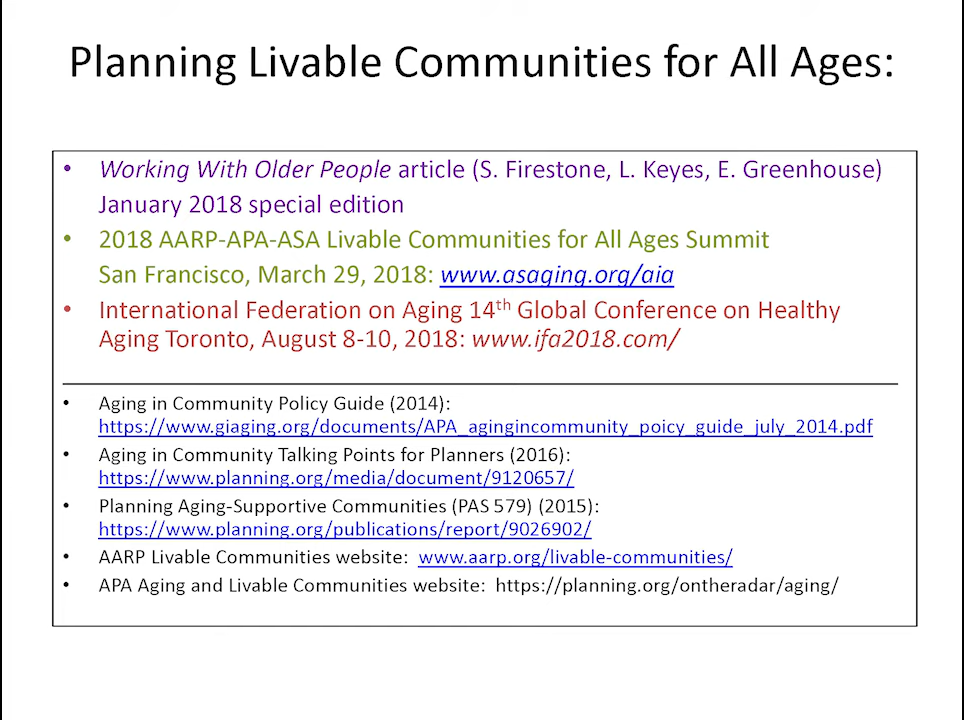 Planning Livable Communities for All Ages:
• Working With Older People article (S. Firestone, L. Keyes, E. Greenhouse)
January 2018 special edition
• 2018 AARP-APA-ASA Livable Communities for All Ages Summit
San Francisco, March 29, 2018: www.asaging.org/aia
• International Federation on Aging 14th Global Conference on Healthy
Aging Toronto, August 8-10, 2018: www.ifa2018.com/
• Aging in Community Policy Guide (2014):
https://www.giaging.org/documents/APA_agingincommunity_poicy_guide_july_2014.pdf
• Aging in Community Talking Points for Planners (2016):
https://www.planning.org/media/document/9120657/
• Planning Aging-Supportive Communities (PAS 579) (2015):
https://www.planning.org/publications/report/9026902/
• AARP Livable Communities website: www.aarp.org/livable-communities/
• APA Aging and Livable Communities website: https://planning.org/ontheradar/aging/